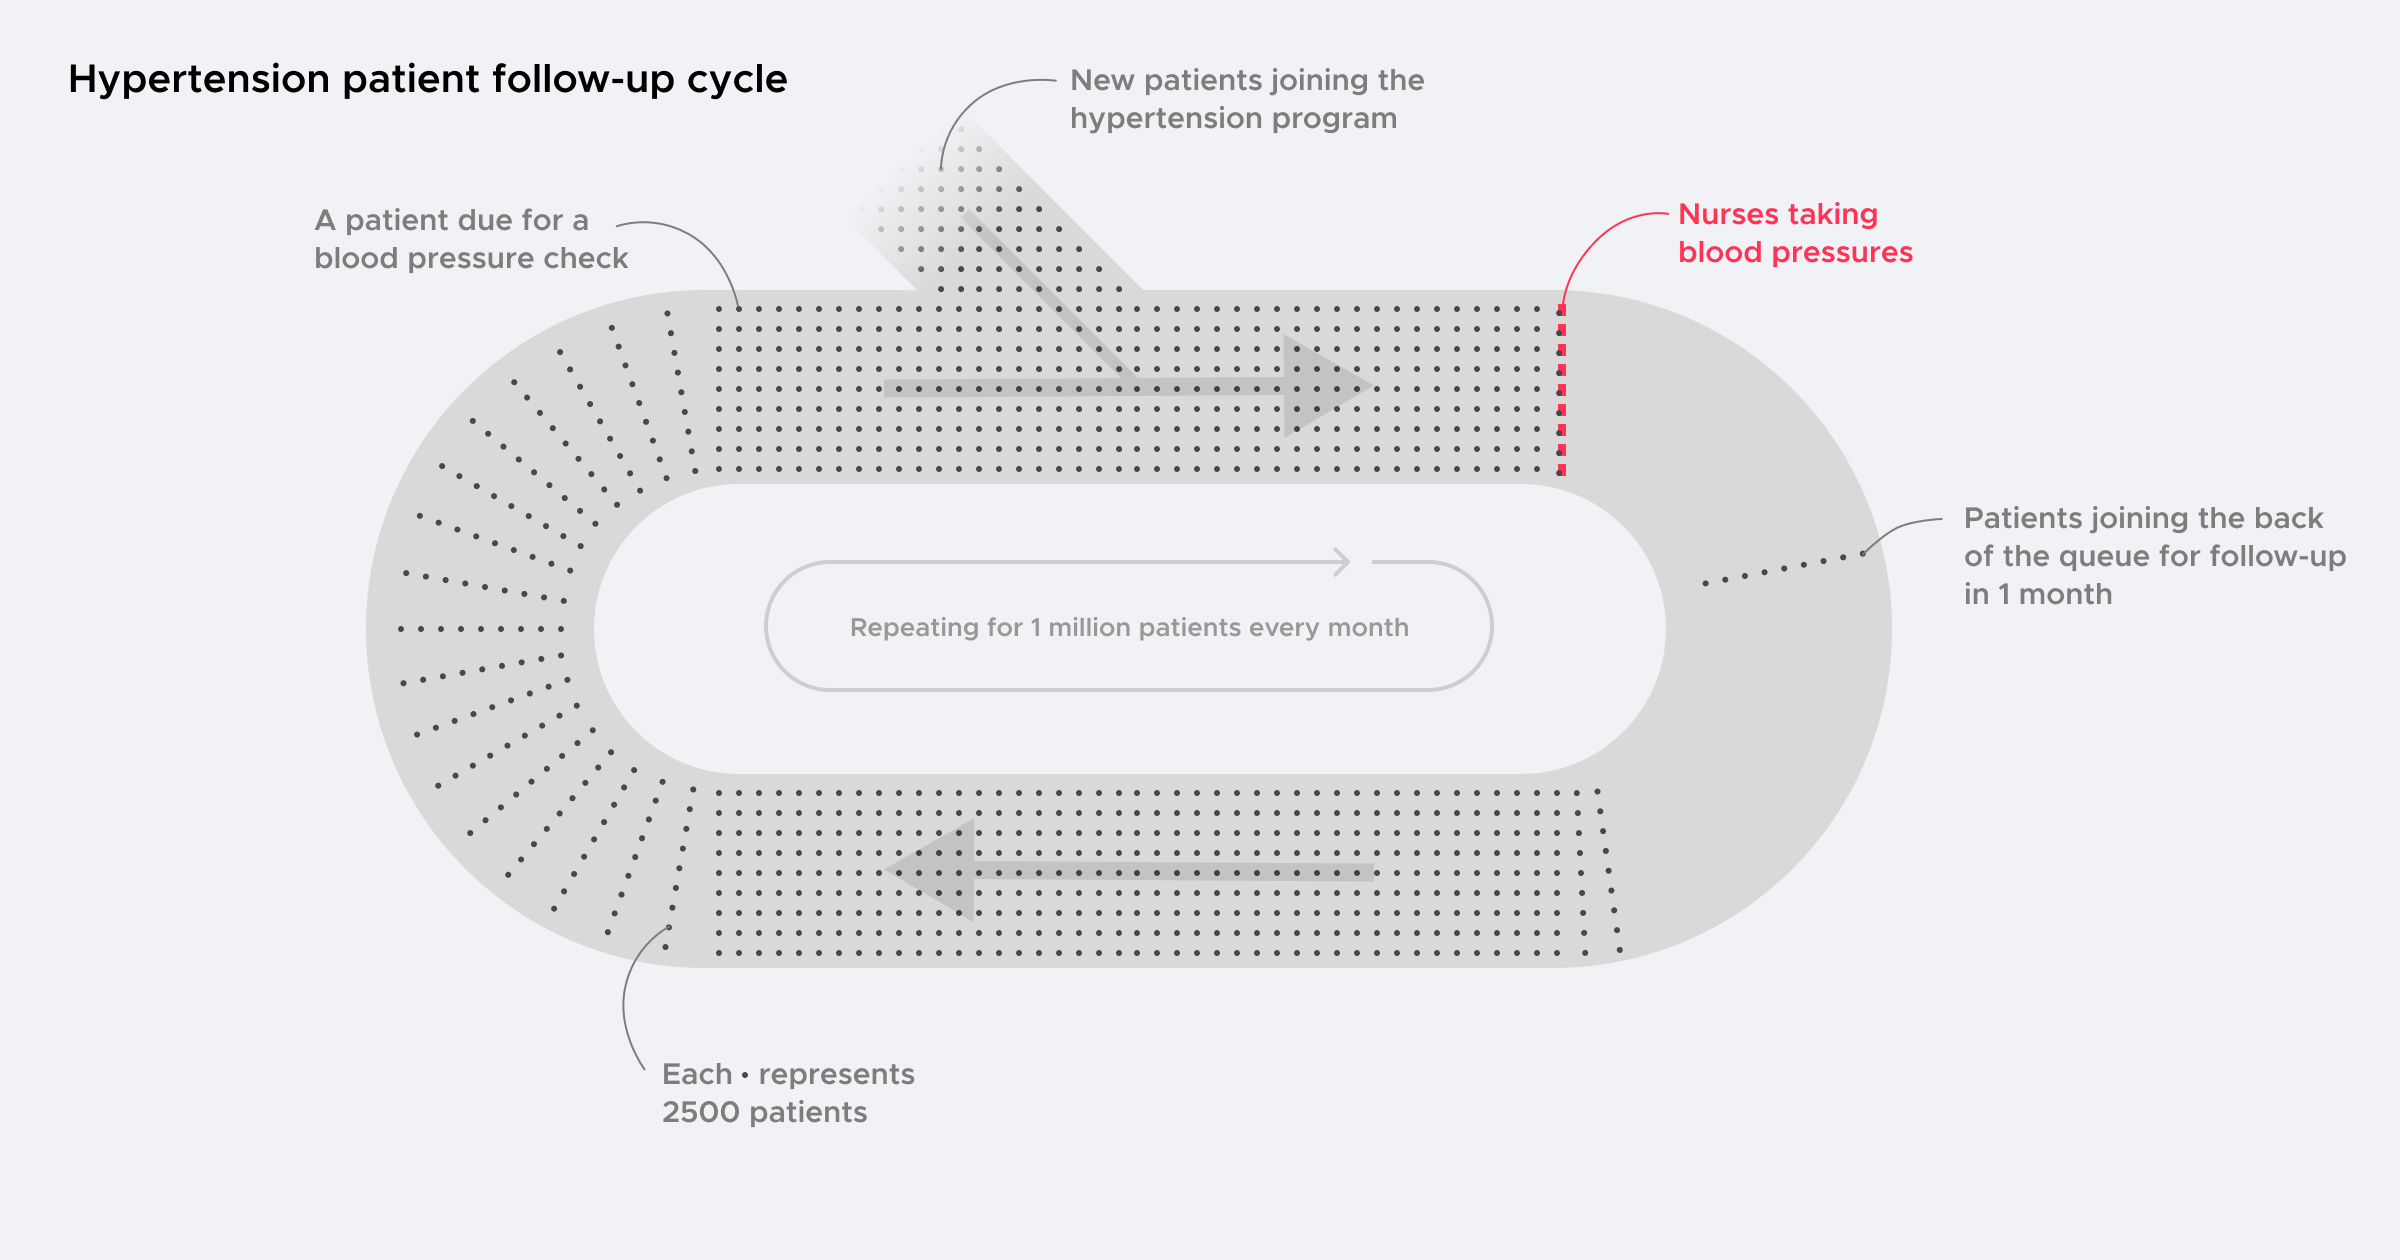 Hypertension patient follow-up cycle
New patients joining the
hypertension program
A patient due for a
blood pressure check
Nurses taking
blood pressures
Patients joining the back
of the queue for follow-up
in 1 month
Repeating for 1 million patients every month
Each • represents
2500 patients